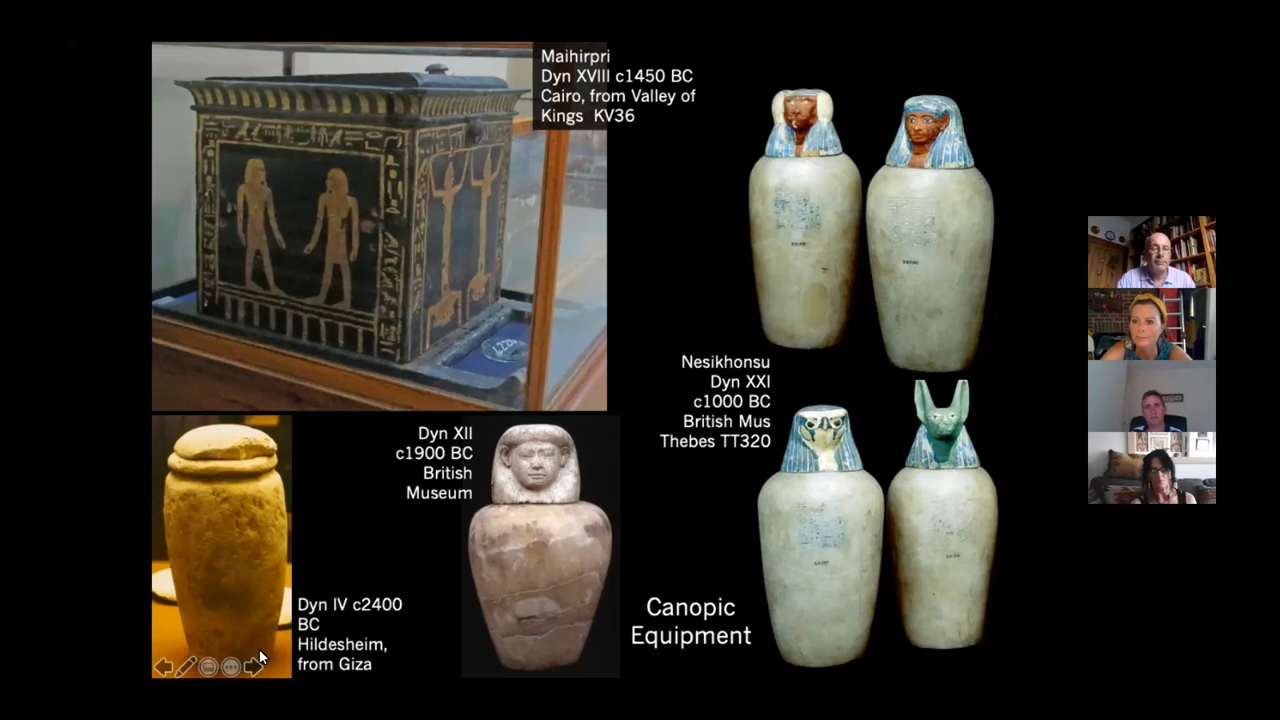 Maihirpri
Dyn XVIII c1450 BC
Cairo, from Valley of
Kings KV36
Nesikhonsu
Dyn XXI
c1000 BC
British Mus
Thebes TT320
Dyn XII
c1900 BC
British
Museum
Dyn IV c2400
BC
Hildesheim,
from Giza
Canopic
Equipment